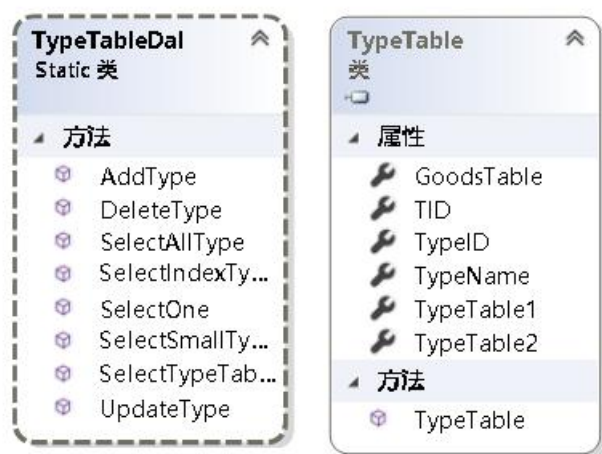 TypeTableDal
Static 类
方法
AddType
DeleteType
SelectAllType
SelectIndexTy...
SelectOne
SelectSmallTy...
SelectTypeTab...
UpdateType
TypeTable
类
属性
GoodsTable
TID
TypeID
TypeName
TypeTable1
TypeTable2
方法
TypeTable